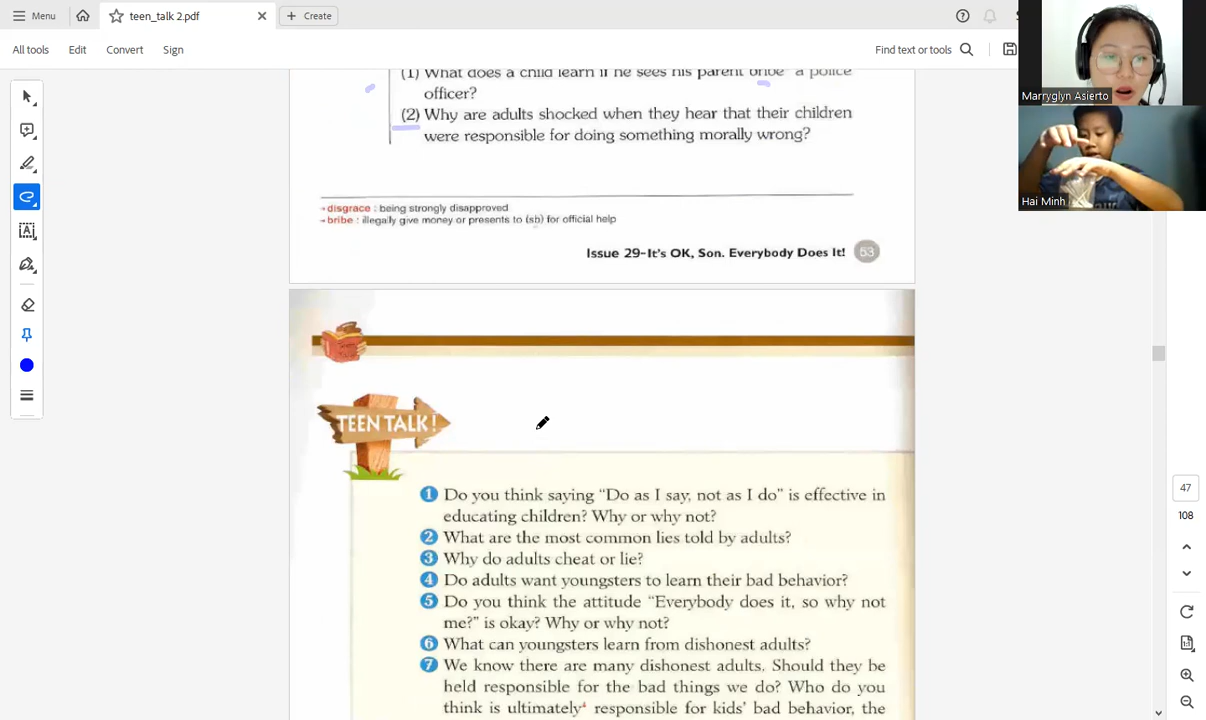 Menu
teen_talk 2.pdf
Create
All tools
Edit
Convert
Sign
Find text or tools
(1) What does a child learn if he sees his parent bribe* a police
officer?
(2) Why are adults shocked when they hear that their children
were responsible for doing something morally wrong?
disgrace : being strongly disapproved
bribe : illegally give money or presents to (sb) for official help
Issue 29-It's OK, Son. Everybody Does It! 53
TEEN TALK!
1 Do you think saying "Do as I say, not as I do" is effective in
educating children? Why or why not?
2 What are the most common lies told by adults?
3 Why do adults cheat or lie?
4 Do adults want youngsters to learn their bad behavior?
5 Do you think the attitude "Everybody does it, so why not
me?" is okay? Why or why not?
6 What can youngsters learn from dishonest adults?
7 We know there are many dishonest adults. Should they be
held responsible for the bad things we do? Who do you
think is ultimately* responsible for kids' bad behavior, the
Marryglyn Asierto
Hai Minh
47
108